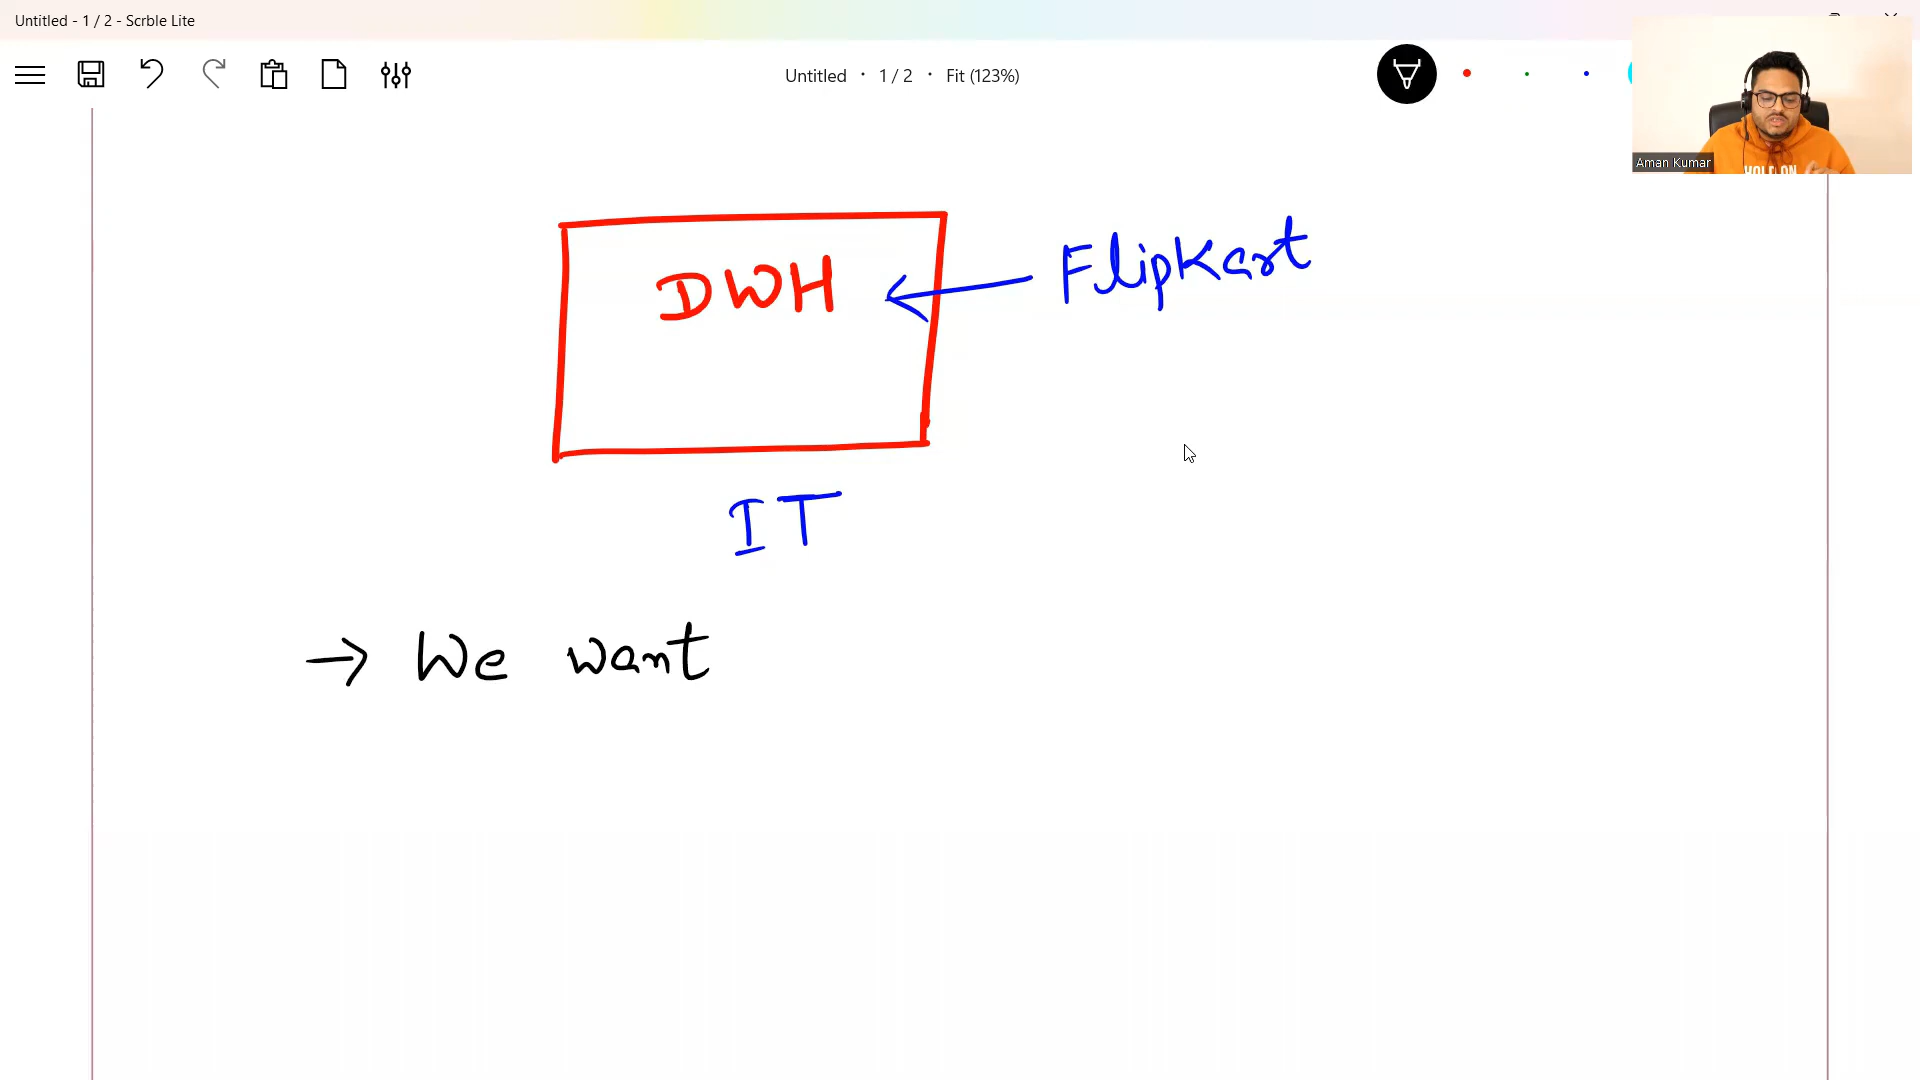 Untitled - 1 / 2 - Scrble Lite
Untitled • 1 / 2 • Fit (123%)
Aman Kumar
DWH
Flipkart
IT
→ We want